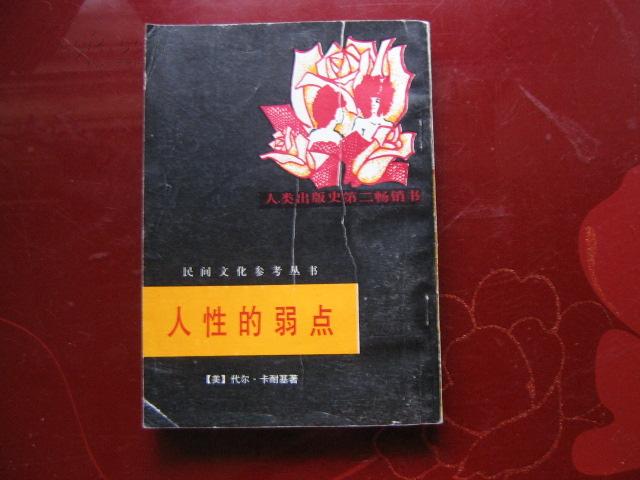 人类出版史第二畅销书
民间文化参考丛书
人性的弱点
【美】代尔·卡耐基著